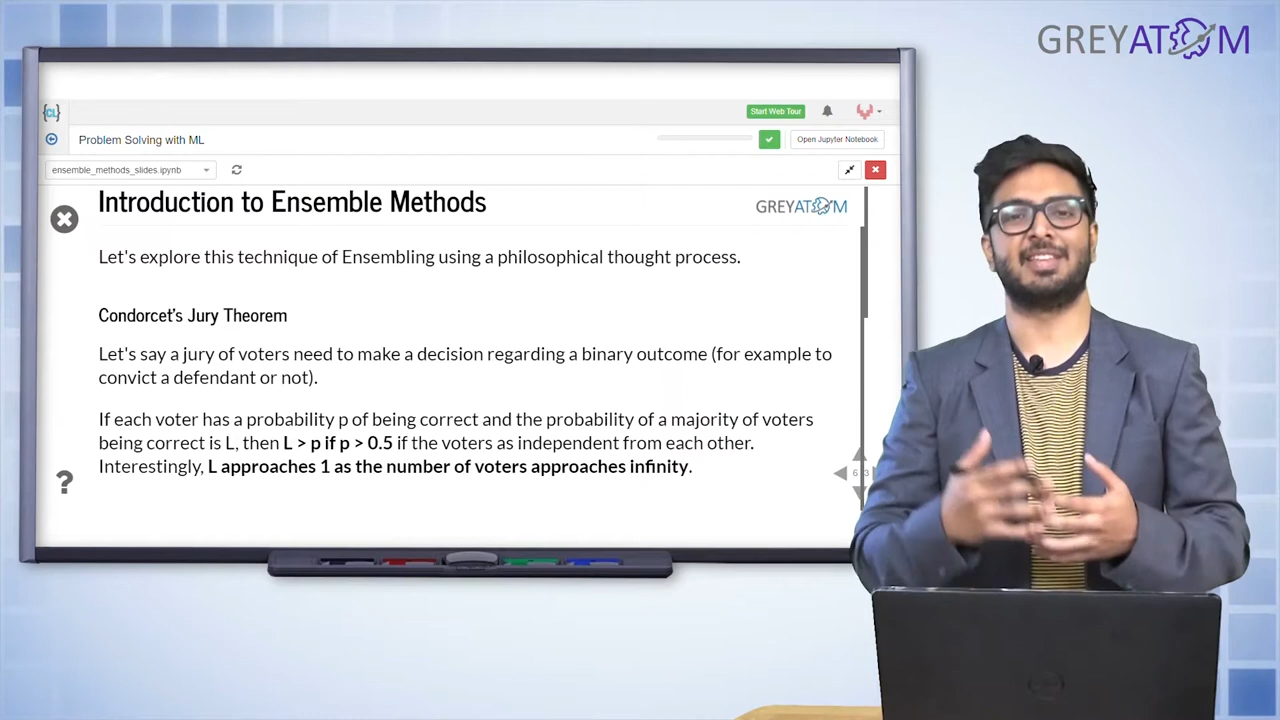 GREYATOM
{CL}
Start Web Tour
Problem Solving with ML
Open Jupyter Notebook
ensemble_methods_slides.ipynb
Introduction to Ensemble Methods
GREYATOM
Let's explore this technique of Ensembling using a philosophical thought process.
Condorcet's Jury Theorem
Let's say a jury of voters need to make a decision regarding a binary outcome (for example to
convict a defendant or not).
If each voter has a probability p of being correct and the probability of a majority of voters
being correct is L, then L > p if p > 0.5 if the voters as independent from each other.
Interestingly, L approaches 1 as the number of voters approaches infinity.
?